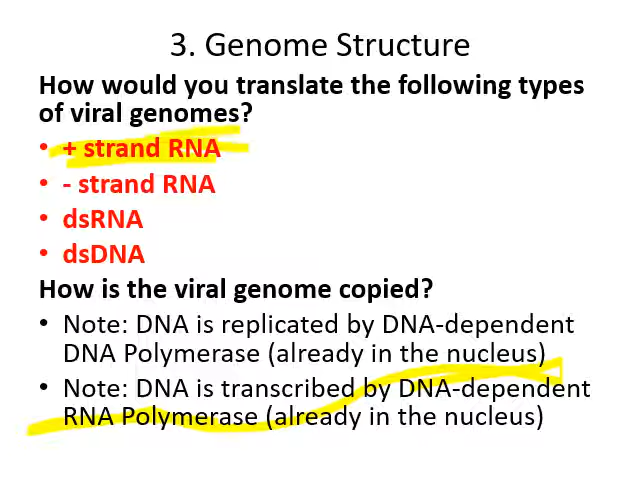 3. Genome Structure
How would you translate the following types
of viral genomes?
• + strand RNA
• - strand RNA
• dsRNA
• dsDNA
How is the viral genome copied?
• Note: DNA is replicated by DNA-dependent
DNA Polymerase (already in the nucleus)
• Note: DNA is transcribed by DNA-dependent
RNA Polymerase (already in the nucleus)